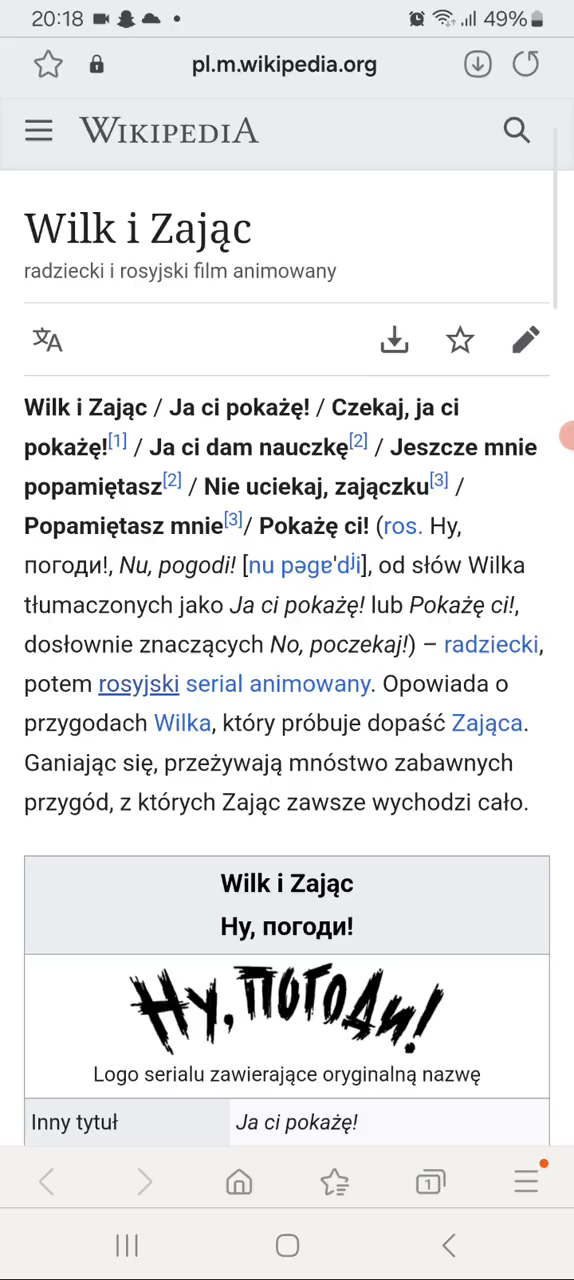 20:18 49%
pl.m.wikipedia.org
WIKIPEDIA
Wilk i Zając
radziecki i rosyjski film animowany
Wilk i Zając / Ja ci pokażę! / Czekaj, ja ci
pokażę![1] / Ja ci dam nauczkę[2] / Jeszcze mnie
popamiętasz[2] / Nie uciekaj, zajączku[3] /
Popamiętasz mnie[3]/ Pokażę ci! (ros. Ну,
погоди!, Nu, pogodi! [nu pəgɐˈdʲi], od słów Wilka
tłumaczonych jako Ja ci pokażę! lub Pokażę ci!,
dosłownie znaczących No, poczekaj!) – radziecki,
potem rosyjski serial animowany. Opowiada o
przygodach Wilka, który próbuje dopaść Zająca.
Ganiając się, przeżywają mnóstwo zabawnych
przygód, z których Zając zawsze wychodzi cało.
Wilk i Zając
Ну, погоди!
Ну, погоди!
Logo serialu zawierające oryginalną nazwę
Inny tytuł Ja ci pokażę!
1